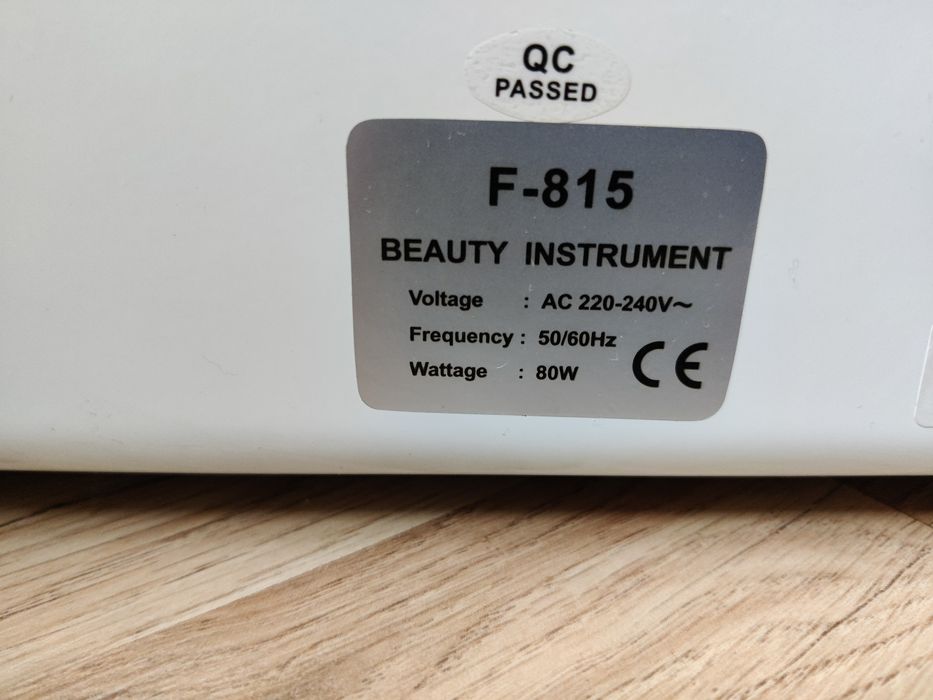 QC
PASSED
F-815
BEAUTY INSTRUMENT
Voltage : AC 220-240V~
Frequency : 50/60Hz
Wattage : 80W
CE